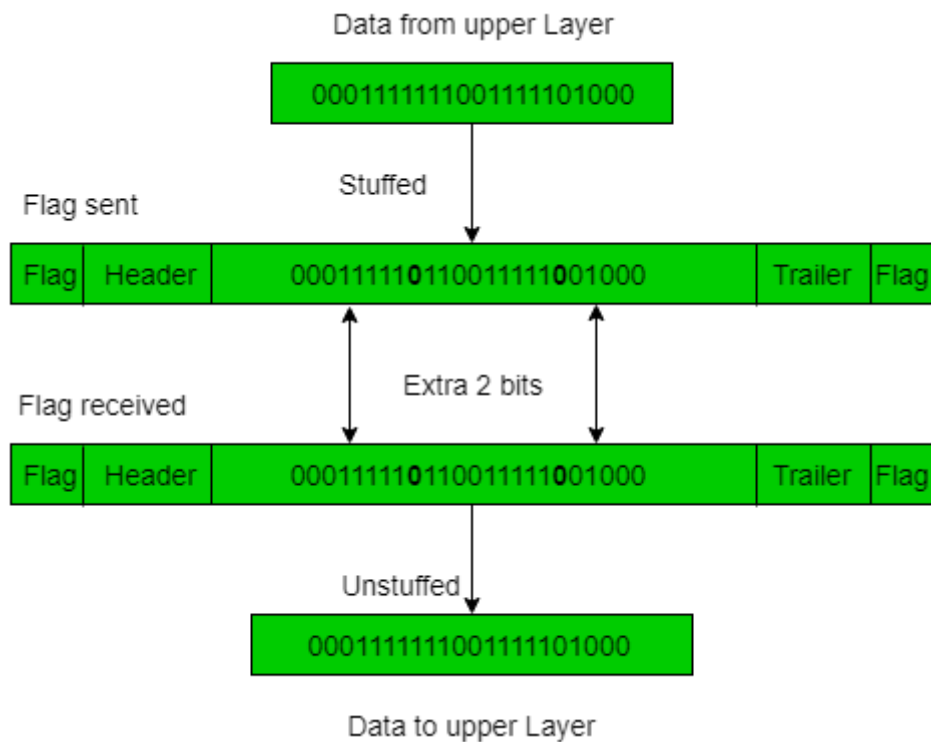 Data from upper Layer
0001111111001111101000
Stuffed
Flag sent
Flag Header 000111110110011111001000 Trailer Flag
Extra 2 bits
Flag received
Flag Header 000111110110011111001000 Trailer Flag
Unstuffed
0001111111001111101000
Data to upper Layer